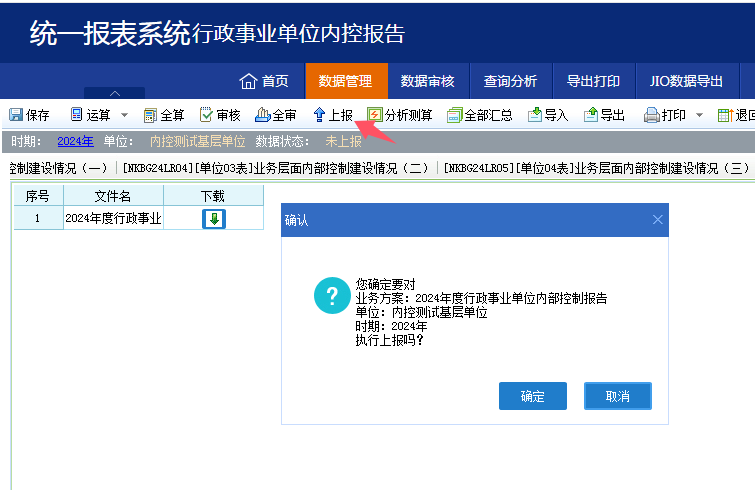 统一报表系统行政事业单位内控报告
首页 数据管理 数据审核 查询分析 导出打印 JIO数据导出
保存 运算 全算 审核 全审 上报 分析测算 全部汇总 导入 导出 打印 退回
时期： 2024年 单位： 内控测试基层单位 数据状态： 未上报
控制建设情况（一） [NKBG24LR04][单位03表]业务层面内部控制建设情况（二） [NKBG24LR05][单位04表]业务层面内部控制建设情况（三）
序号 文件名 下载
1 2024年度行政事业
确认
?
您确定要对
业务方案：2024年度行政事业单位内部控制报告
单位：内控测试基层单位
时期：2024年
执行上报吗？
确定 取消